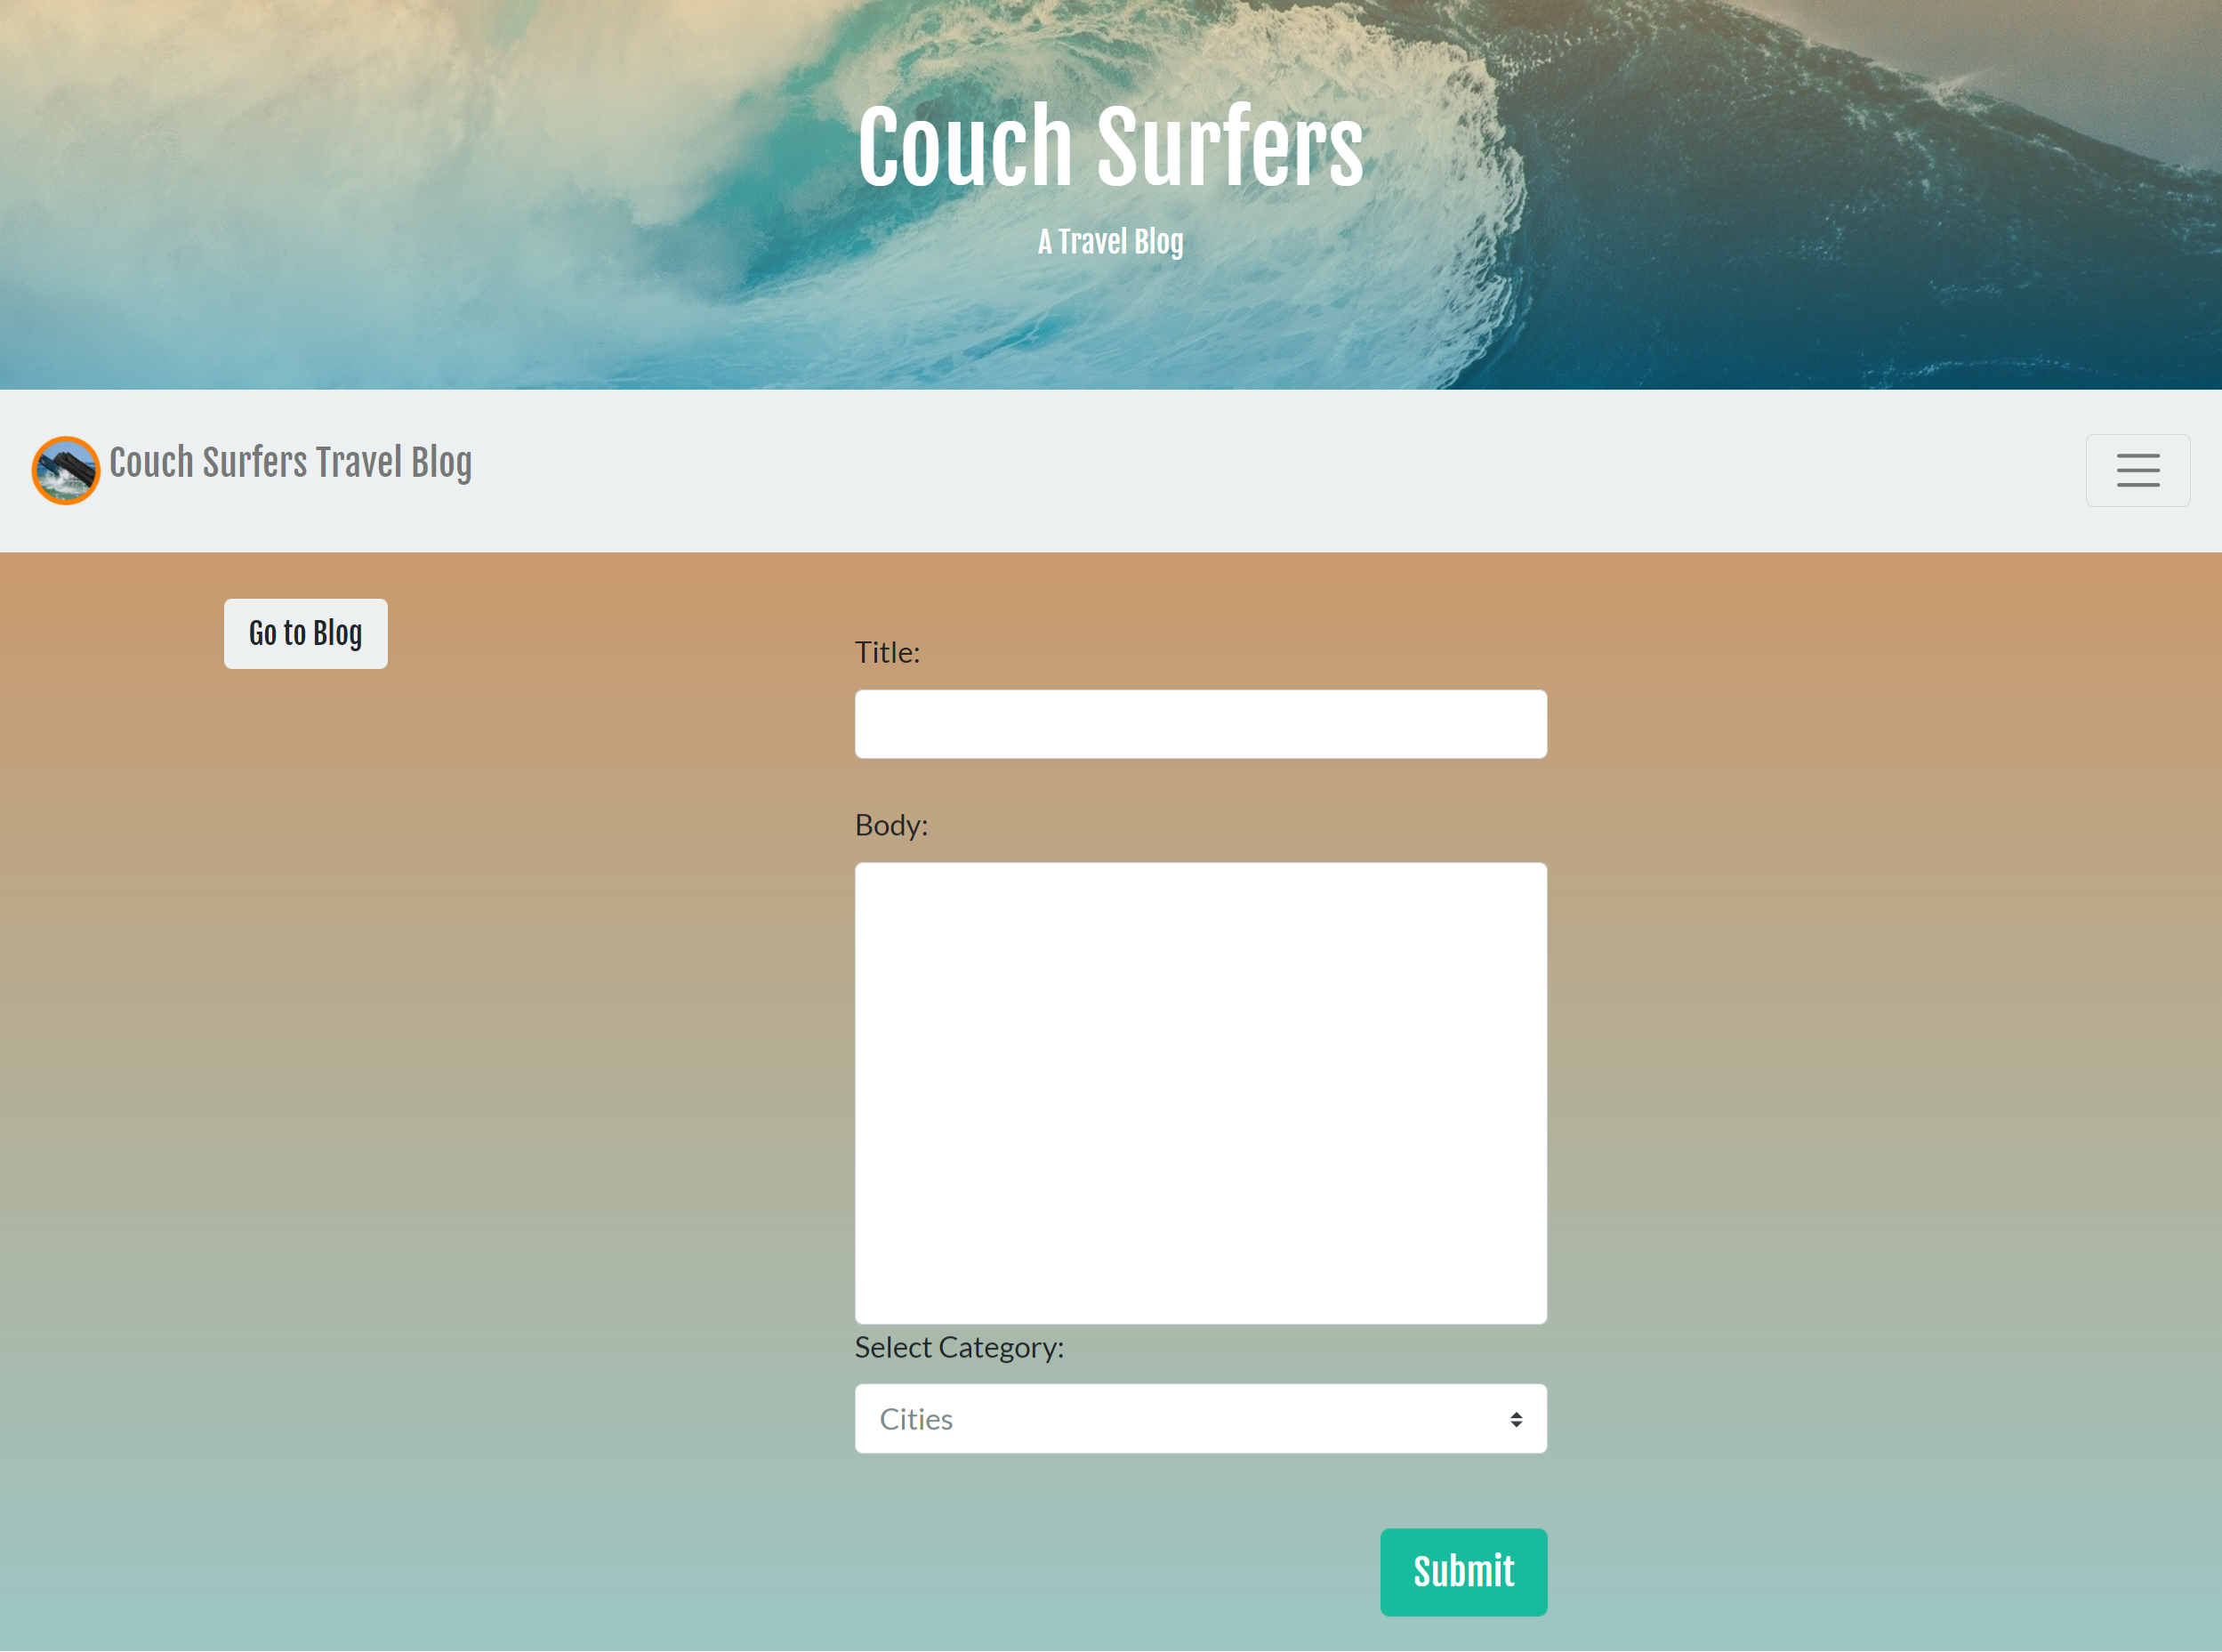 Couch Surfers
A Travel Blog
Couch Surfers Travel Blog
Go to Blog
Title:
Body:
Select Category:
Cities
Submit